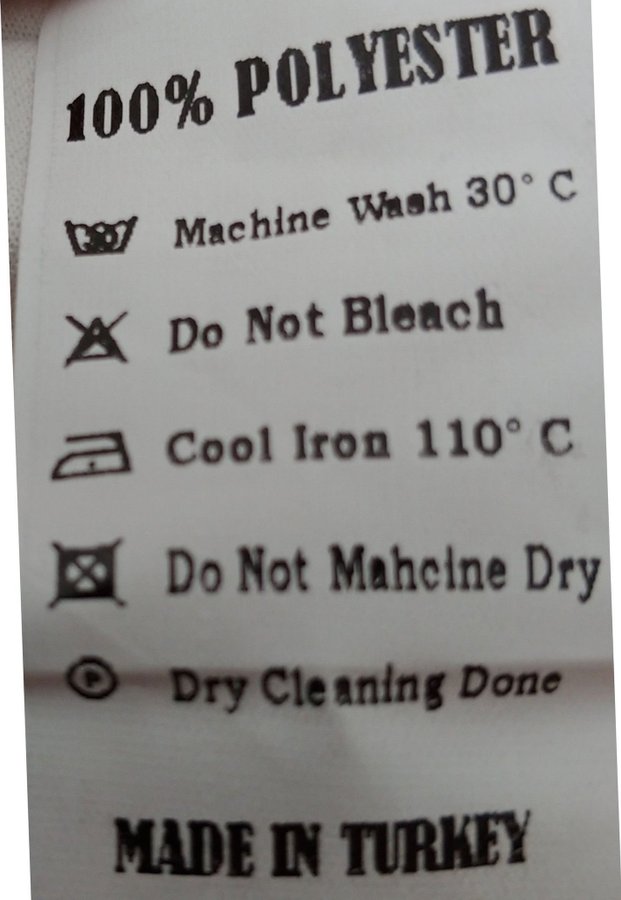 100% POLYESTER
30 Machine Wash 30° C
Do Not Bleach
Cool Iron 110° C
Do Not Mahcine Dry
P Dry Cleaning Done
MADE IN TURKEY